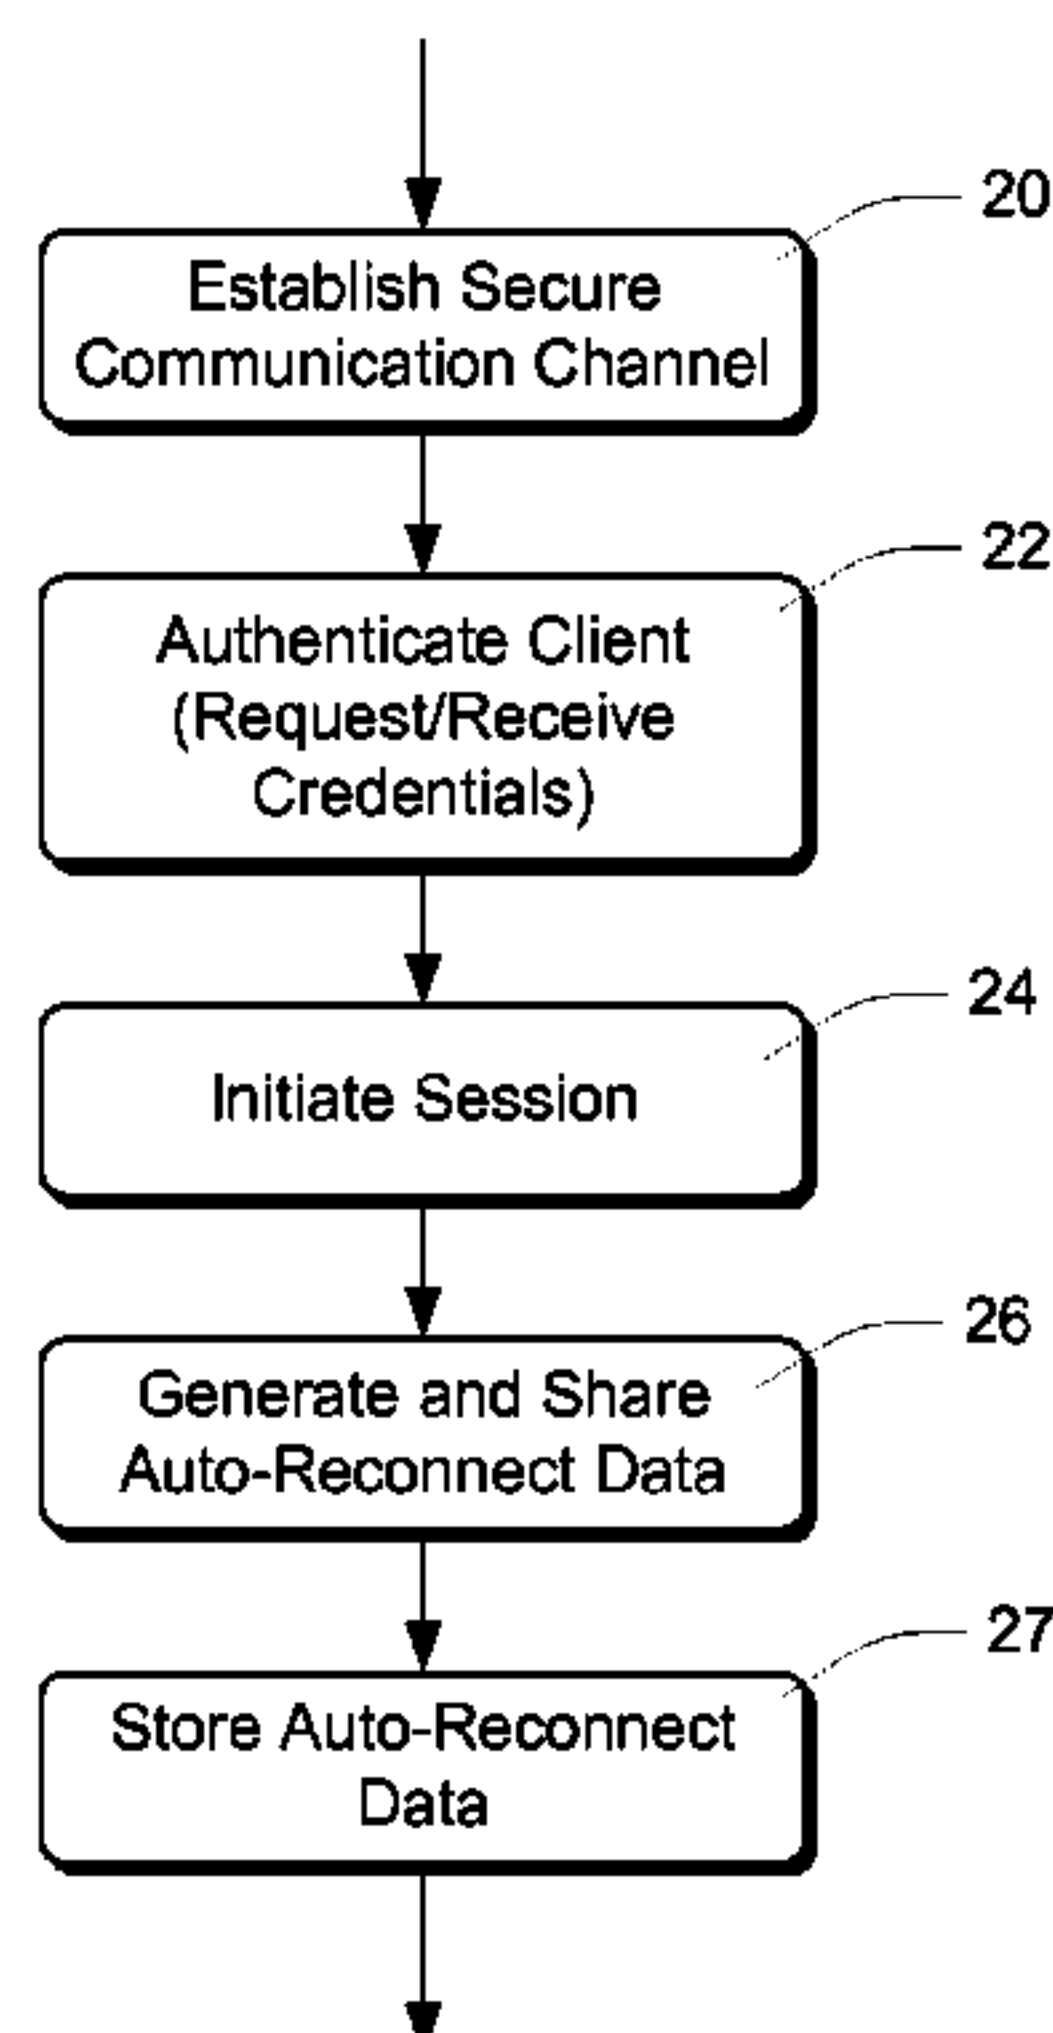 20
Establish Secure
Communication Channel
22
Authenticate Client
(Request/Receive
Credentials)
24
Initiate Session
26
Generate and Share
Auto-Reconnect Data
27
Store Auto-Reconnect
Data